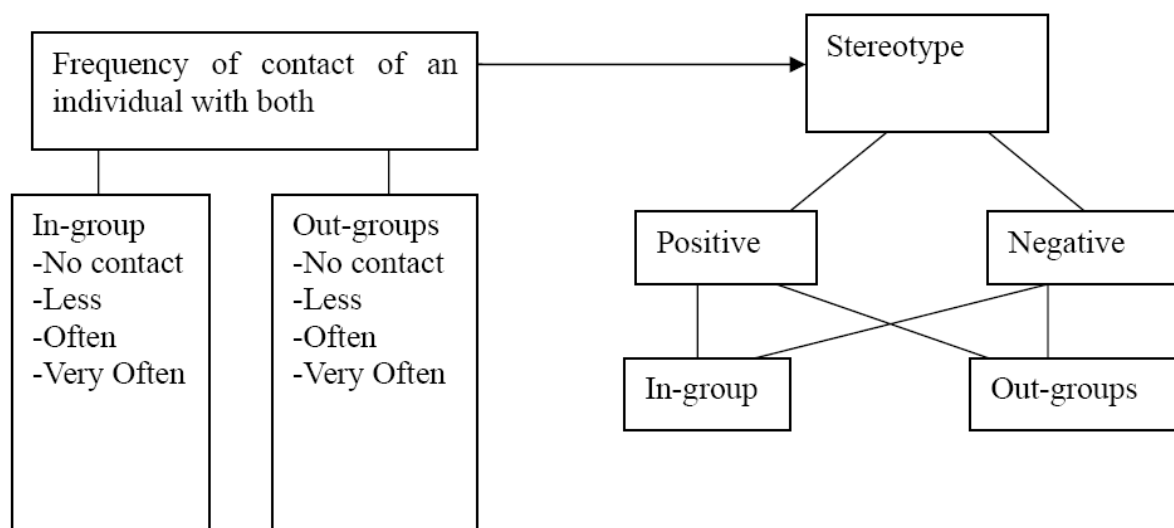 Frequency of contact of an
individual with both
Stereotype
In-group
-No contact
-Less
-Often
-Very Often
Out-groups
-No contact
-Less
-Often
-Very Often
Positive
Negative
In-group
Out-groups